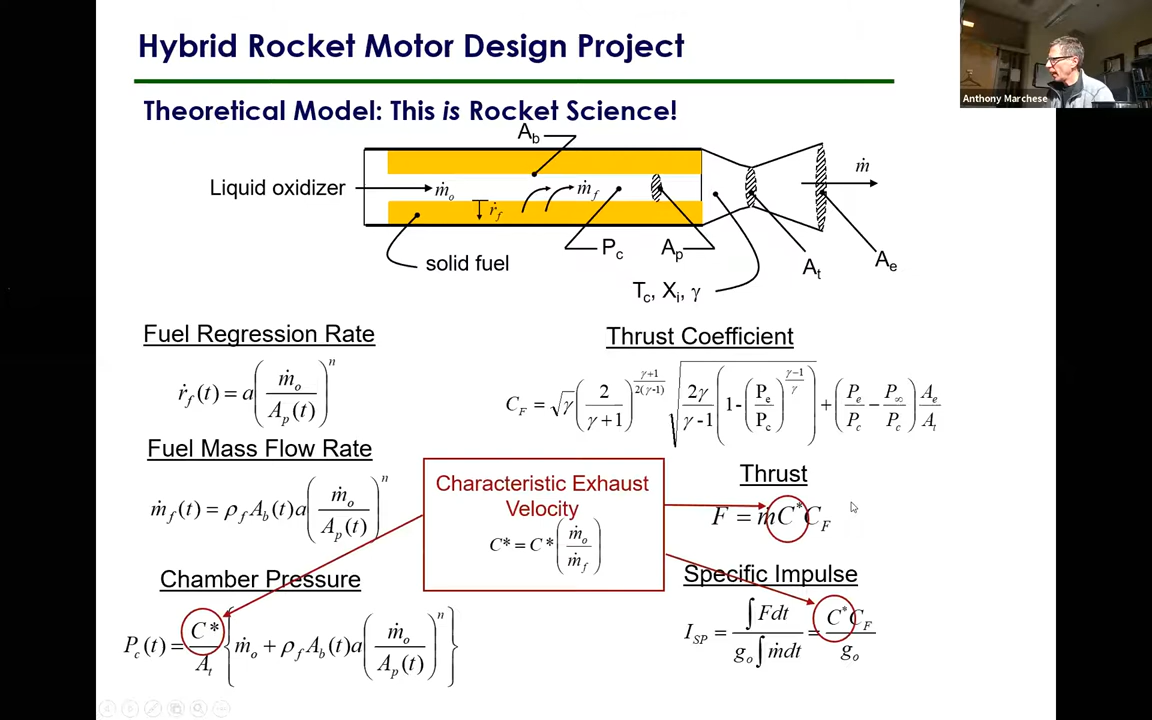 Hybrid Rocket Motor Design Project
Anthony Marchese
Theoretical Model: This is Rocket Science!
A_b
Liquid oxidizer
ṁ_o
ṁ_f
ṁ
ṙ_f
solid fuel
P_c
A_p
A_t
A_e
T_c, X_i, γ
Fuel Regression Rate
ṙ_f(t) = a(ṁ_o / A_p(t))^n
Fuel Mass Flow Rate
ṁ_f(t) = ρ_f A_b(t)a(ṁ_o / A_p(t))^n
Chamber Pressure
P_c(t) = C* / A_t {ṁ_o + ρ_f A_b(t)a(ṁ_o / A_p(t))^n}
Characteristic Exhaust
Velocity
C* = C*(ṁ_o / ṁ_f)
Thrust Coefficient
C_F = √γ (2 / γ+1)^(γ+1 / 2(γ-1)) √(2γ / γ-1 (1-(P_e / P_c)^(γ-1 / γ))) + (P_e / P_c − P_∞ / P_c) A_e / A_t
Thrust
F = ṁC*C_F
Specific Impulse
I_SP = ∫Fdt / g_o∫ṁdt = C*C_F / g_o